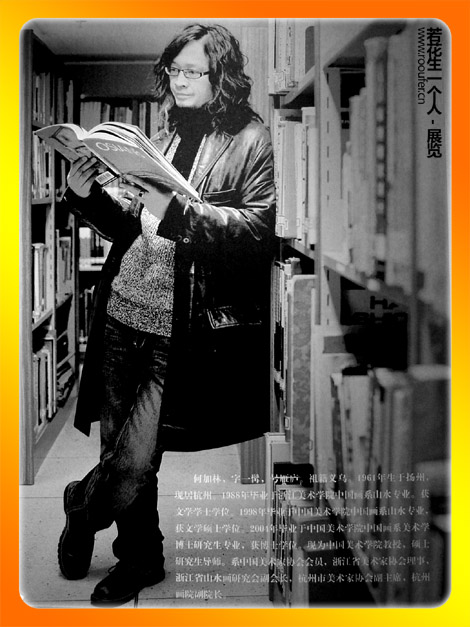 生一个人·展览
何加林，字一，号雁庐。祖籍义乌，1961年生于扬州，
现居杭州。1988年毕业于浙江美术学院中国画系山水专业，获
文学学士学位。1998年毕业于中国美术学院中国画系山水专业，
获文学硕士学位。2004年毕业于中国美术学院中国画系美术学
博士研究生专业，获博士学位。现为中国美术学院教授，硕士
研究生导师。系中国美术家协会会员，浙江省美术家协会理事，
浙江省山水画研究会副会长，杭州市美术家协会副主席，杭州
画院副院长。